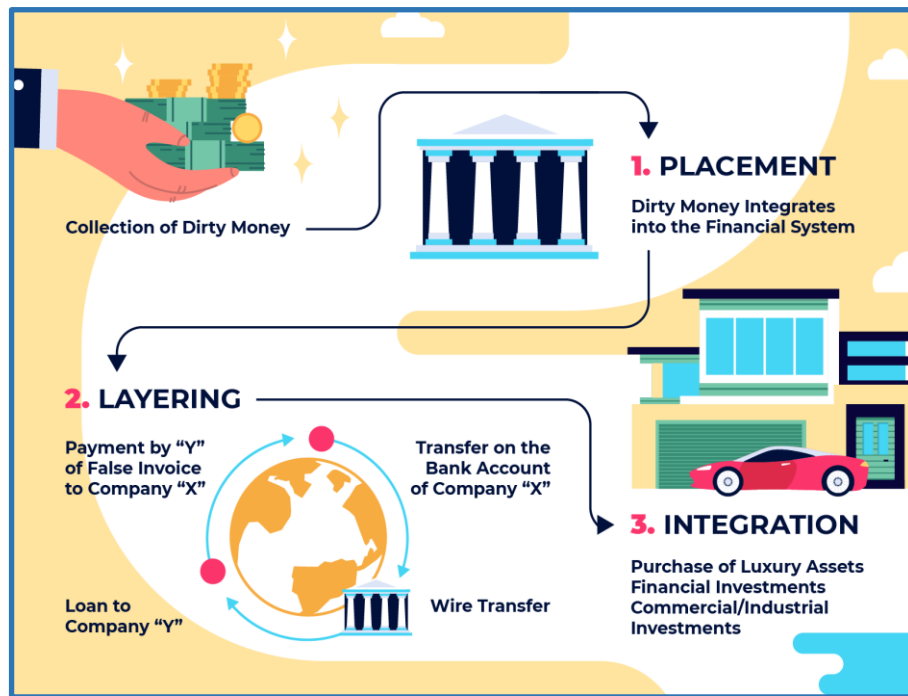 Collection of Dirty Money
1. PLACEMENT
Dirty Money Integrates
into the Financial System
2. LAYERING
Payment by “Y”
of False Invoice
to Company “X”
Transfer on the
Bank Account
of Company “X”
Loan to
Company “Y”
Wire Transfer
3. INTEGRATION
Purchase of Luxury Assets
Financial Investments
Commercial/Industrial
Investments